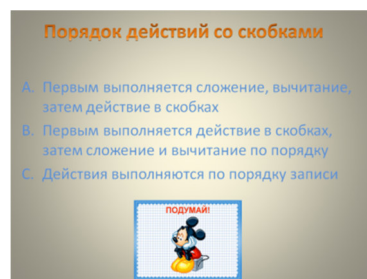 Порядок действий со скобками
A. Первым выполняется сложение, вычитание,
затем действие в скобках
B. Первым выполняется действие в скобках,
затем сложение и вычитание по порядку
C. Действия выполняются по порядку записи
ПОДУМАЙ!